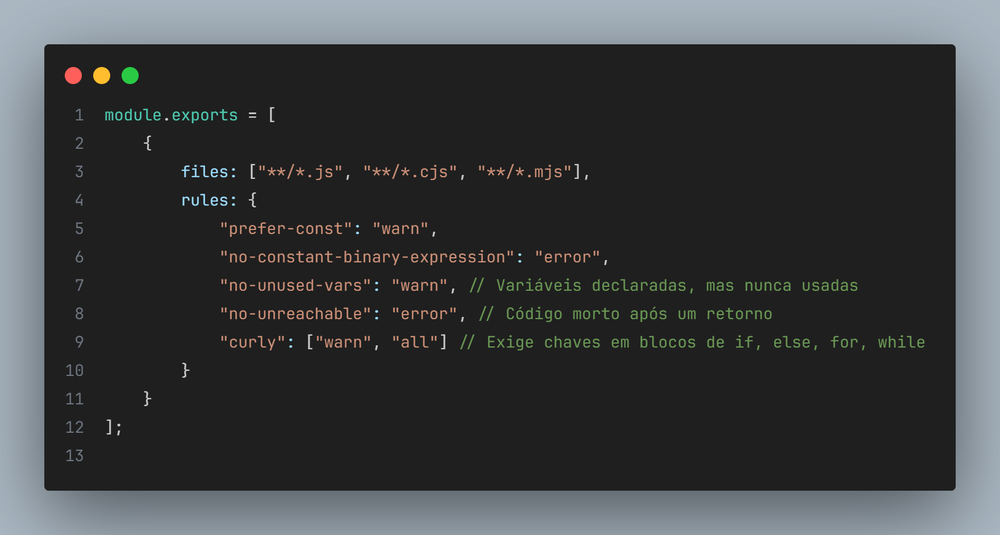 1 module.exports = [
2     {
3         files: ["**/*.js", "**/*.cjs", "**/*.mjs"],
4         rules: {
5             "prefer-const": "warn",
6             "no-constant-binary-expression": "error",
7             "no-unused-vars": "warn", // Variáveis declaradas, mas nunca usadas
8             "no-unreachable": "error", // Código morto após um retorno
9             "curly": ["warn", "all"] // Exige chaves em blocos de if, else, for, while
10         }
11     }
12 ];
13